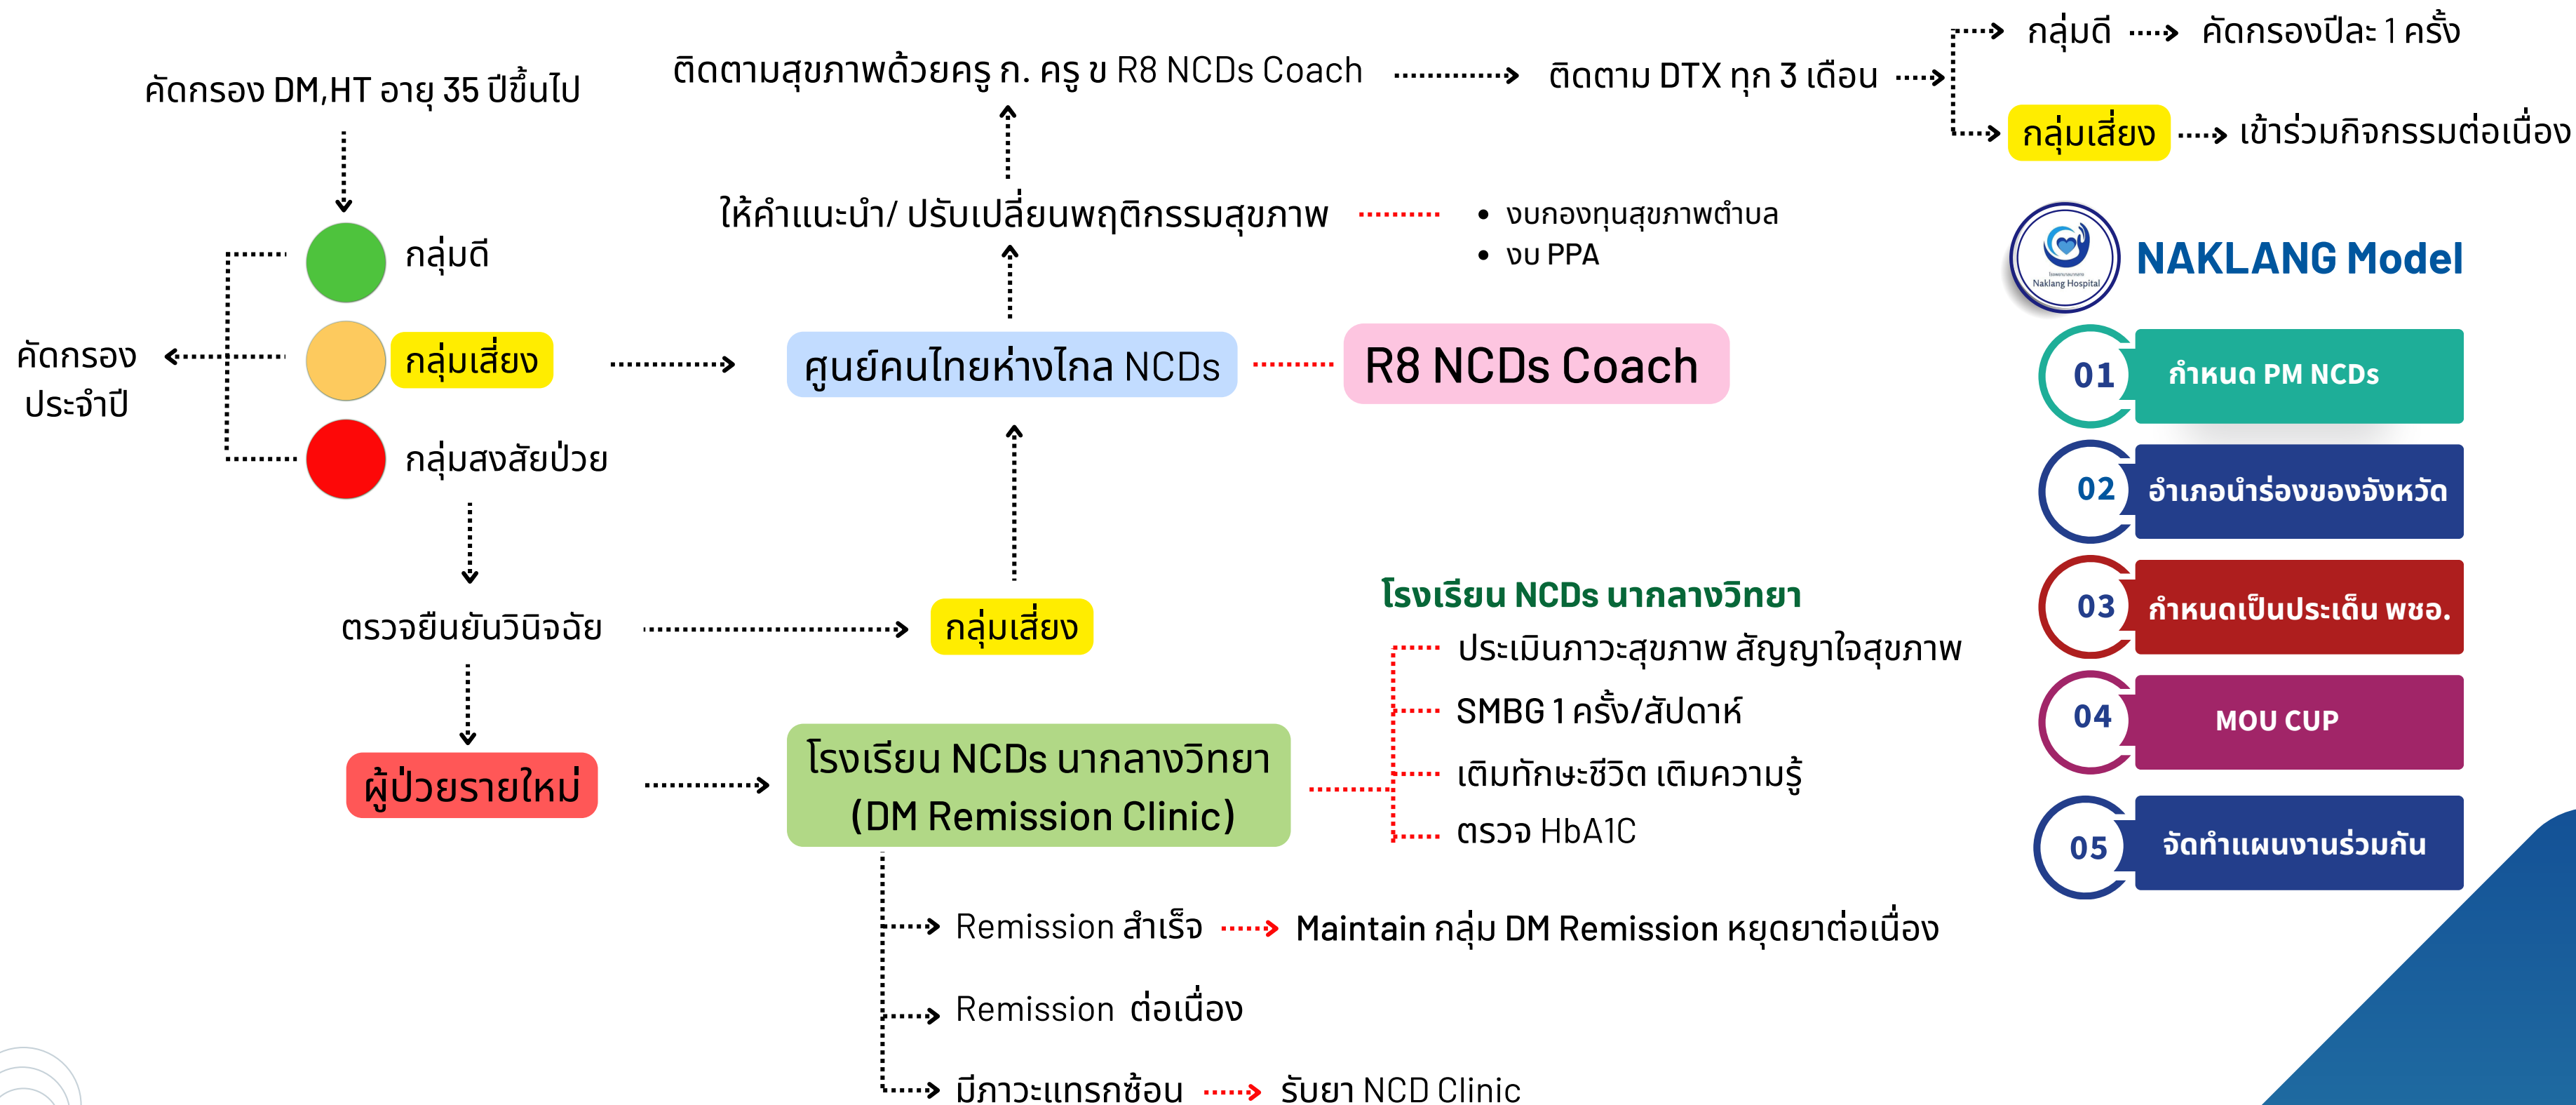 คัดกรอง DM,HT อายุ 35 ปีขึ้นไป
กลุ่มดี
กลุ่มเสี่ยง
กลุ่มสงสัยป่วย
คัดกรอง
ประจำปี
ตรวจยืนยันวินิจฉัย
ผู้ป่วยรายใหม่
ติดตามสุขภาพด้วยครู ก. ครู ข R8 NCDs Coach
ติดตาม DTX ทุก 3 เดือน
กลุ่มดี
คัดกรองปีละ 1 ครั้ง
กลุ่มเสี่ยง
เข้าร่วมกิจกรรมต่อเนื่อง
ให้คำแนะนำ/ ปรับเปลี่ยนพฤติกรรมสุขภาพ
• งบกองทุนสุขภาพตำบล
• งบ PPA
ศูนย์คนไทยห่างไกล NCDs
R8 NCDs Coach
กลุ่มเสี่ยง
โรงเรียน NCDs นากลางวิทยา
(DM Remission Clinic)
โรงเรียน NCDs นากลางวิทยา
ประเมินภาวะสุขภาพ สัญญาใจสุขภาพ
SMBG 1 ครั้ง/สัปดาห์
เติมทักษะชีวิต เติมความรู้
ตรวจ HbA1C
Remission สำเร็จ
Maintain กลุ่ม DM Remission หยุดยาต่อเนื่อง
Remission ต่อเนื่อง
มีภาวะแทรกซ้อน
รับยา NCD Clinic
โรงพยาบาลนากลาง
Naklang Hospital
NAKLANG Model
01 กำหนด PM NCDs
02 อำเภอนำร่องของจังหวัด
03 กำหนดเป็นประเด็น พชอ.
04 MOU CUP
05 จัดทำแผนงานร่วมกัน